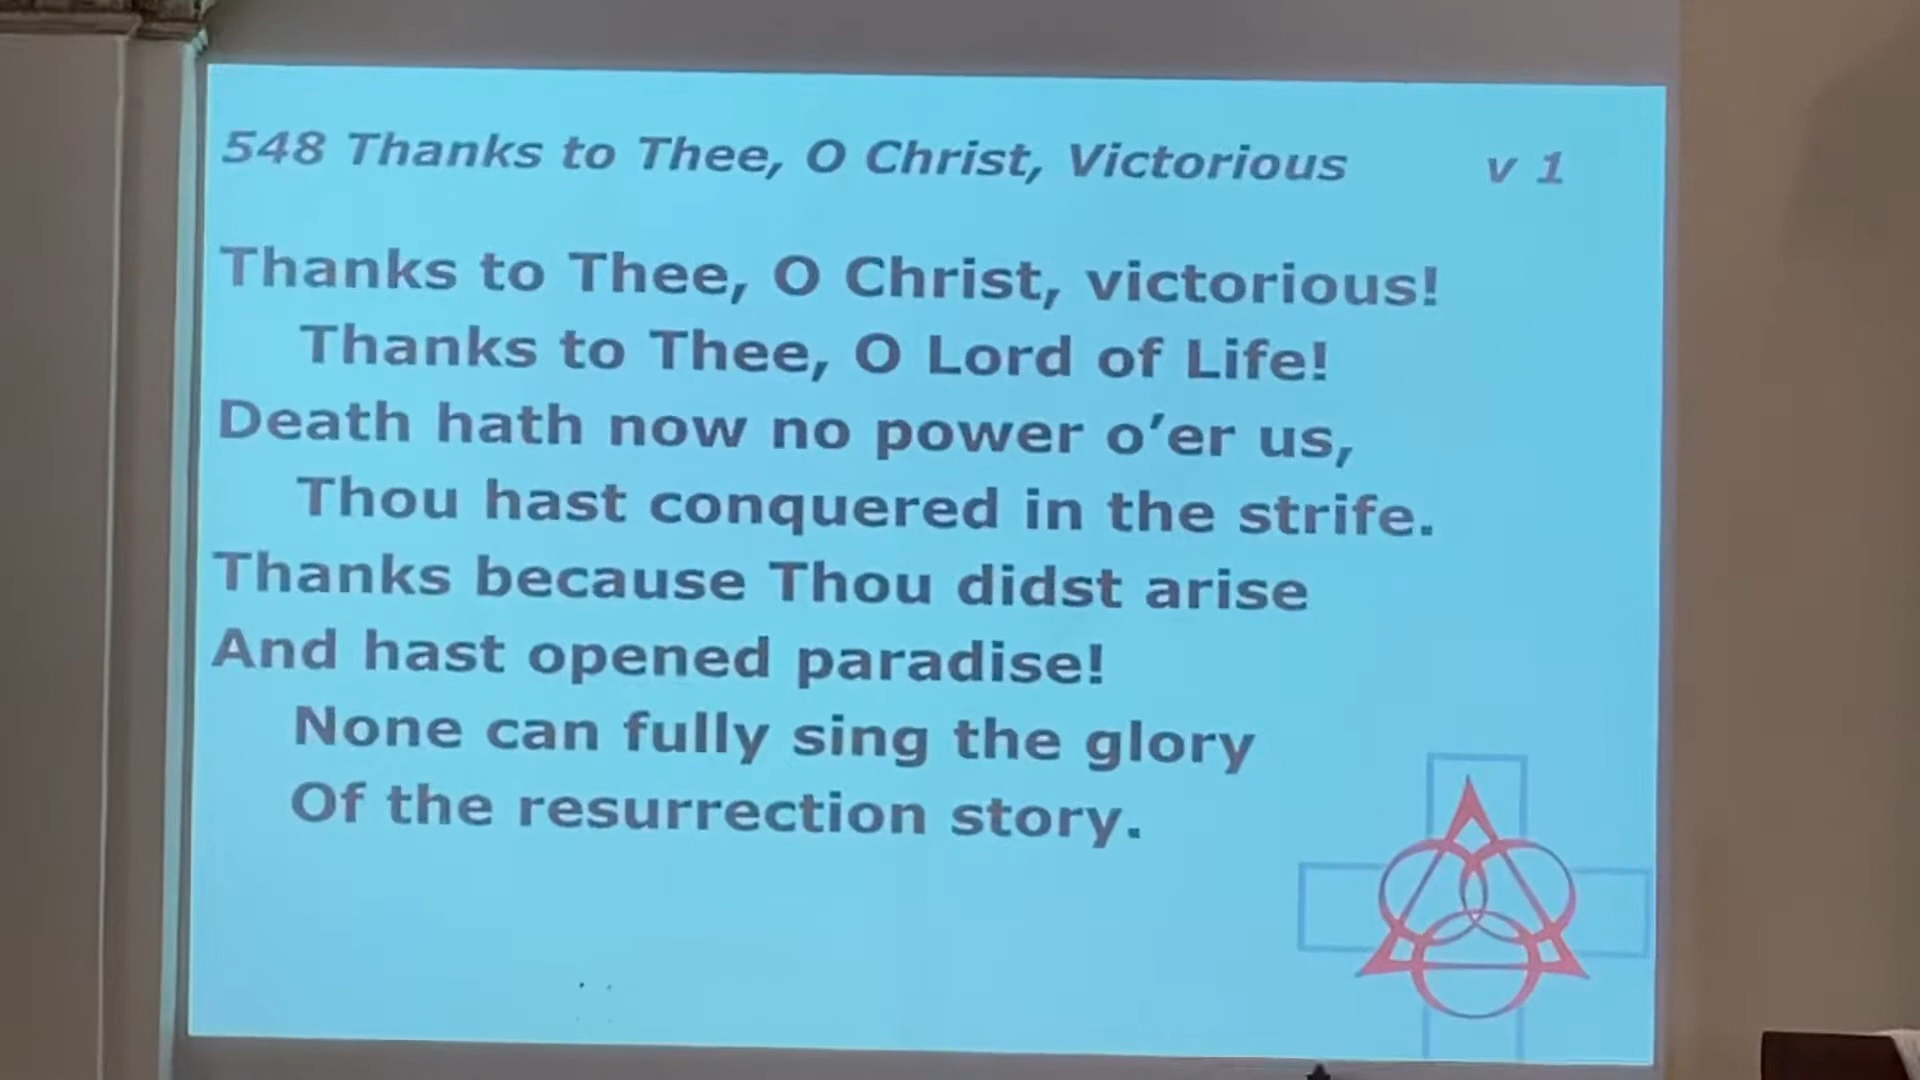 548 Thanks to Thee, O Christ, Victorious v 1
Thanks to Thee, O Christ, victorious!
Thanks to Thee, O Lord of Life!
Death hath now no power o’er us,
Thou hast conquered in the strife.
Thanks because Thou didst arise
And hast opened paradise!
None can fully sing the glory
Of the resurrection story.